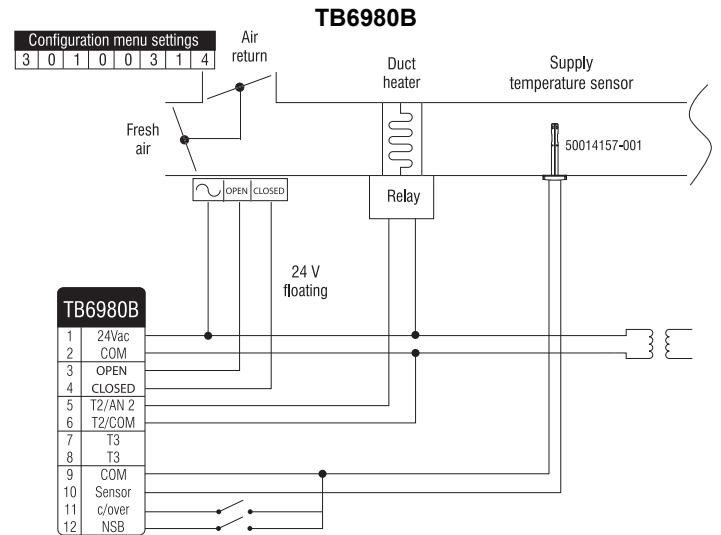 TB6980B
Configuration menu settings
3 0 1 0 0 3 1 4
Air
return
Duct
heater
Supply
temperature sensor
Fresh
air
50014157-001
OPEN CLOSED
Relay
24 V
floating
TB6980B
1 24Vac
2 COM
3 OPEN
4 CLOSED
5 T2/AN 2
6 T2/COM
7 T3
8 T3
9 COM
10 Sensor
11 c/over
12 NSB